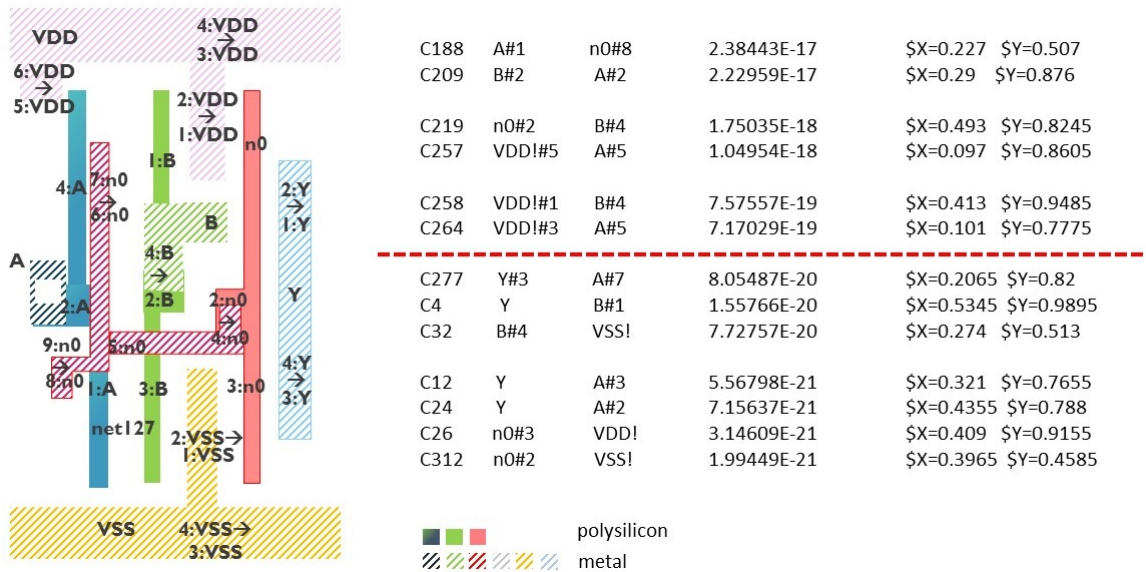 VDD
4:VDD
→
3:VDD
6:VDD
→
5:VDD
2:VDD
→
1:VDD
n0
1:B
4:A
7:n0
→
6:n0
2:Y
→
1:Y
B
A
4:B
→
2:A
2:B
2:n0
→
4:n0
Y
9:n0
→
8:n0
5:n0
1:A
3:B
3:n0
4:Y
→
3:Y
net127
2:VSS→
1:VSS
VSS
4:VSS→
3:VSS
C188 A#1 n0#8 2.38443E-17 $X=0.227 $Y=0.507
C209 B#2 A#2 2.22959E-17 $X=0.29 $Y=0.876
C219 n0#2 B#4 1.75035E-18 $X=0.493 $Y=0.8245
C257 VDD!#5 A#5 1.04954E-18 $X=0.097 $Y=0.8605
C258 VDD!#1 B#4 7.57557E-19 $X=0.413 $Y=0.9485
C264 VDD!#3 A#5 7.17029E-19 $X=0.101 $Y=0.7775
C277 Y#3 A#7 8.05487E-20 $X=0.2065 $Y=0.82
C4 Y B#1 1.55766E-20 $X=0.5345 $Y=0.9895
C32 B#4 VSS! 7.72757E-20 $X=0.274 $Y=0.513
C12 Y A#3 5.56798E-21 $X=0.321 $Y=0.7655
C24 Y A#2 7.15637E-21 $X=0.4355 $Y=0.788
C26 n0#3 VDD! 3.14609E-21 $X=0.409 $Y=0.9155
C312 n0#2 VSS! 1.99449E-21 $X=0.3965 $Y=0.4585
polysilicon
metal